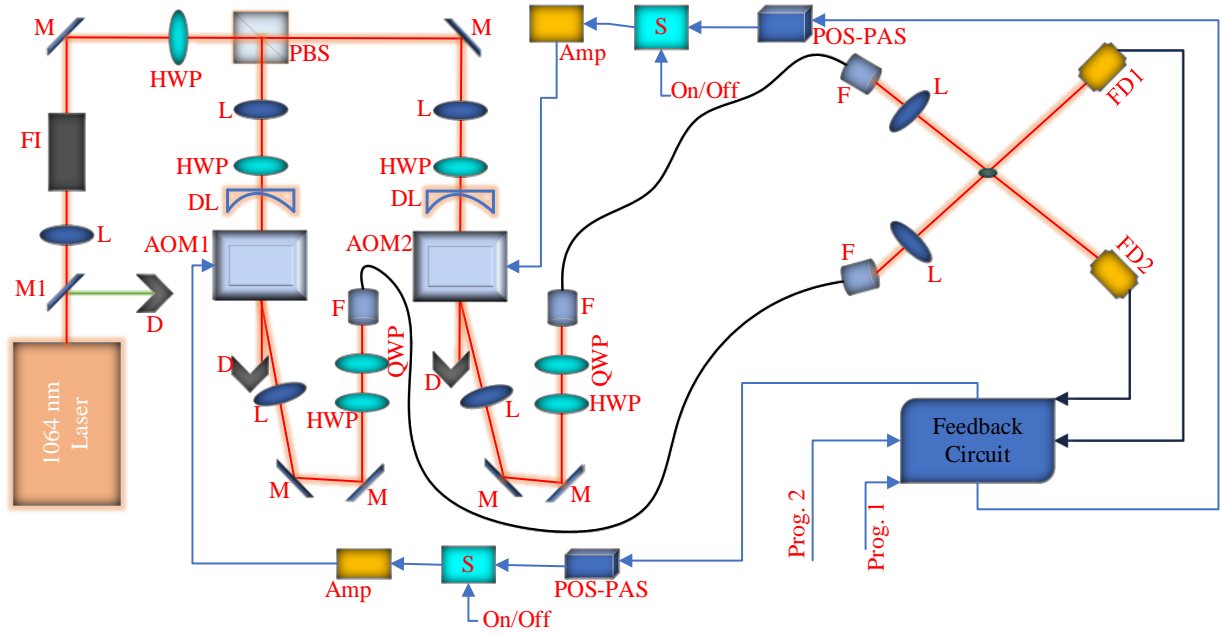 M
M
HWP
PBS
Amp
S
POS-PAS
On/Off
F
L
FD1
FI
L
L
HWP
HWP
DL
DL
L
AOM1
AOM2
M1
D
F
F
F
L
FD2
D
QWP
D
QWP
L
HWP
L
HWP
M
M
M
M
1064 nm
Laser
Feedback
Circuit
Prog. 2
Prog. 1
Amp
S
POS-PAS
On/Off